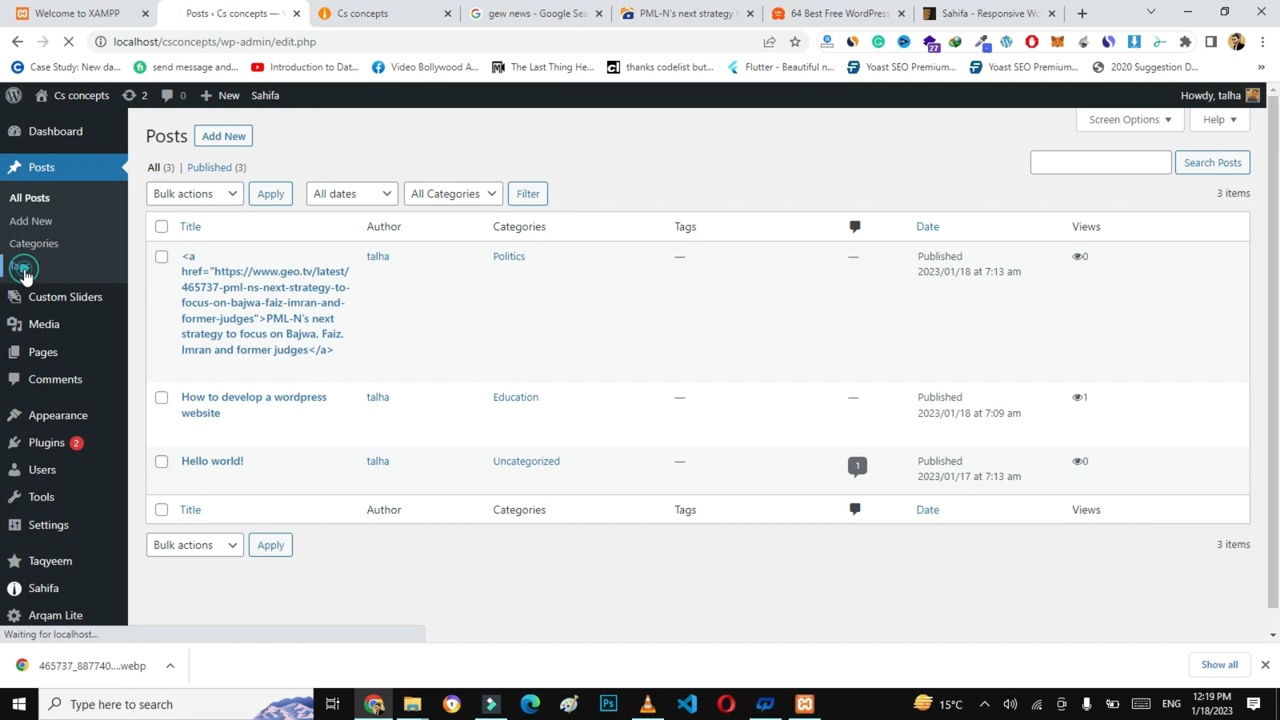 Welcome to XAMPP
Posts ‹ Cs concepts —
Cs concepts
gew news - Google Sea
PML-N's next strategy
64 Best Free WordPress
Sahifa - Responsive Wo
localhost/csconcepts/wp-admin/edit.php
27
Case Study: New da...
send message and...
Introduction to Dat...
Video Bollywood A...
The Last Thing He...
thanks codelist but...
Flutter - Beautiful n...
Yoast SEO Premium...
Yoast SEO Premium...
2020 Suggestion D...
Cs concepts
2
0
New
Sahifa
Howdy, talha
Dashboard
Posts
All Posts
Add New
Categories
Custom Sliders
Media
Pages
Comments
Appearance
Plugins 2
Users
Tools
Settings
Taqyeem
Sahifa
Arqam Lite
Posts
Add New
Screen Options
Help
All (3) | Published (3)
Search Posts
Bulk actions
Apply
All dates
All Categories
Filter
3 items
Title
Author
Categories
Tags
Date
Views
<a
href="https://www.geo.tv/latest/
465737-pml-ns-next-strategy-to-
focus-on-bajwa-faiz-imran-and-
former-judges">PML-N's next
strategy to focus on Bajwa, Faiz,
Imran and former judges</a>
talha
Politics
—
—
Published
2023/01/18 at 7:13 am
0
How to develop a wordpress
website
talha
Education
—
—
Published
2023/01/18 at 7:09 am
1
Hello world!
talha
Uncategorized
—
1
Published
2023/01/17 at 7:13 am
0
Title
Author
Categories
Tags
Date
Views
Bulk actions
Apply
3 items
Waiting for localhost...
465737_887740....webp
Show all
Type here to search
Ps
15°C
ENG
12:19 PM
1/18/2023